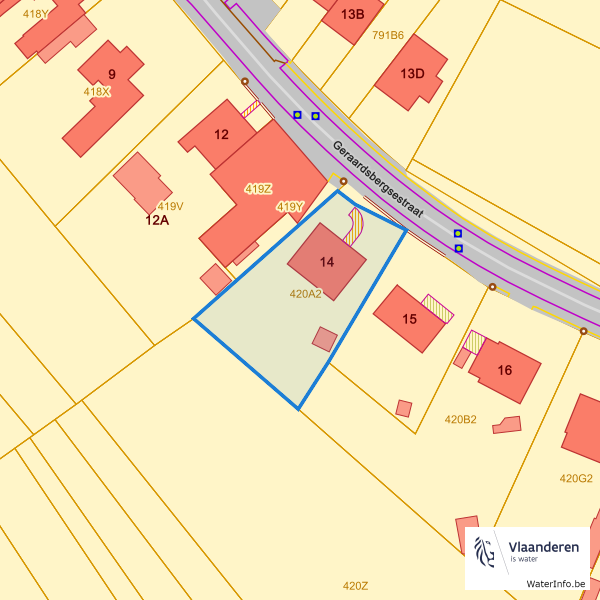 418Y
13B
791B6
9
13D
418X
12
Geraardsbergsestraat
419Z
419V
419Y
12A
14
420A2
15
16
420B2
420G2
Vlaanderen
is water
WaterInfo.be
420Z